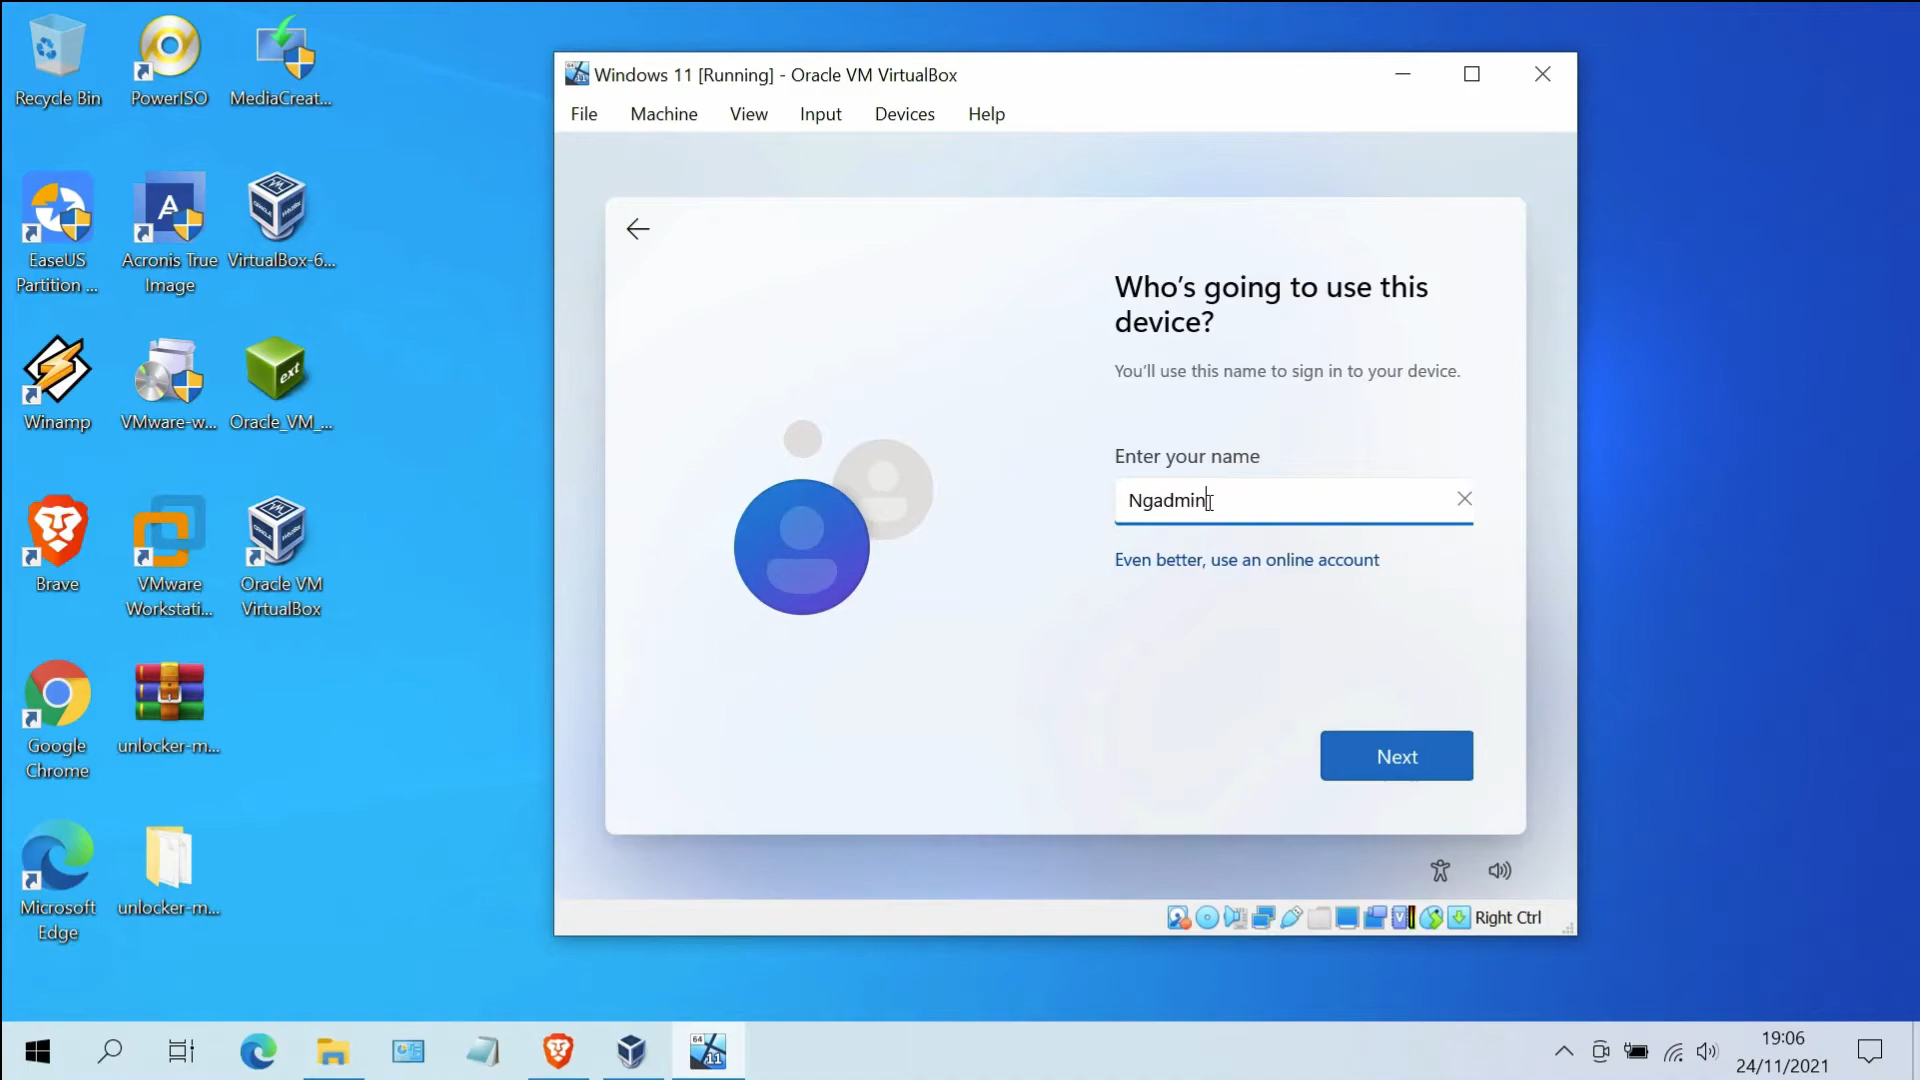 Recycle Bin
PowerISO
MediaCreat...
EaseUS
Partition ...
Acronis True
Image
VirtualBox-6...
Winamp
VMware-w...
Oracle_VM_...
ext
Brave
VMware
Workstati...
Oracle VM
VirtualBox
Google
Chrome
unlocker-m...
Microsoft
Edge
unlocker-m...
Windows 11 [Running] - Oracle VM VirtualBox
File Machine View Input Devices Help
Who's going to use this
device?
You'll use this name to sign in to your device.
Enter your name
Ngadmin
Even better, use an online account
Next
Right Ctrl
64
11
19:06
24/11/2021